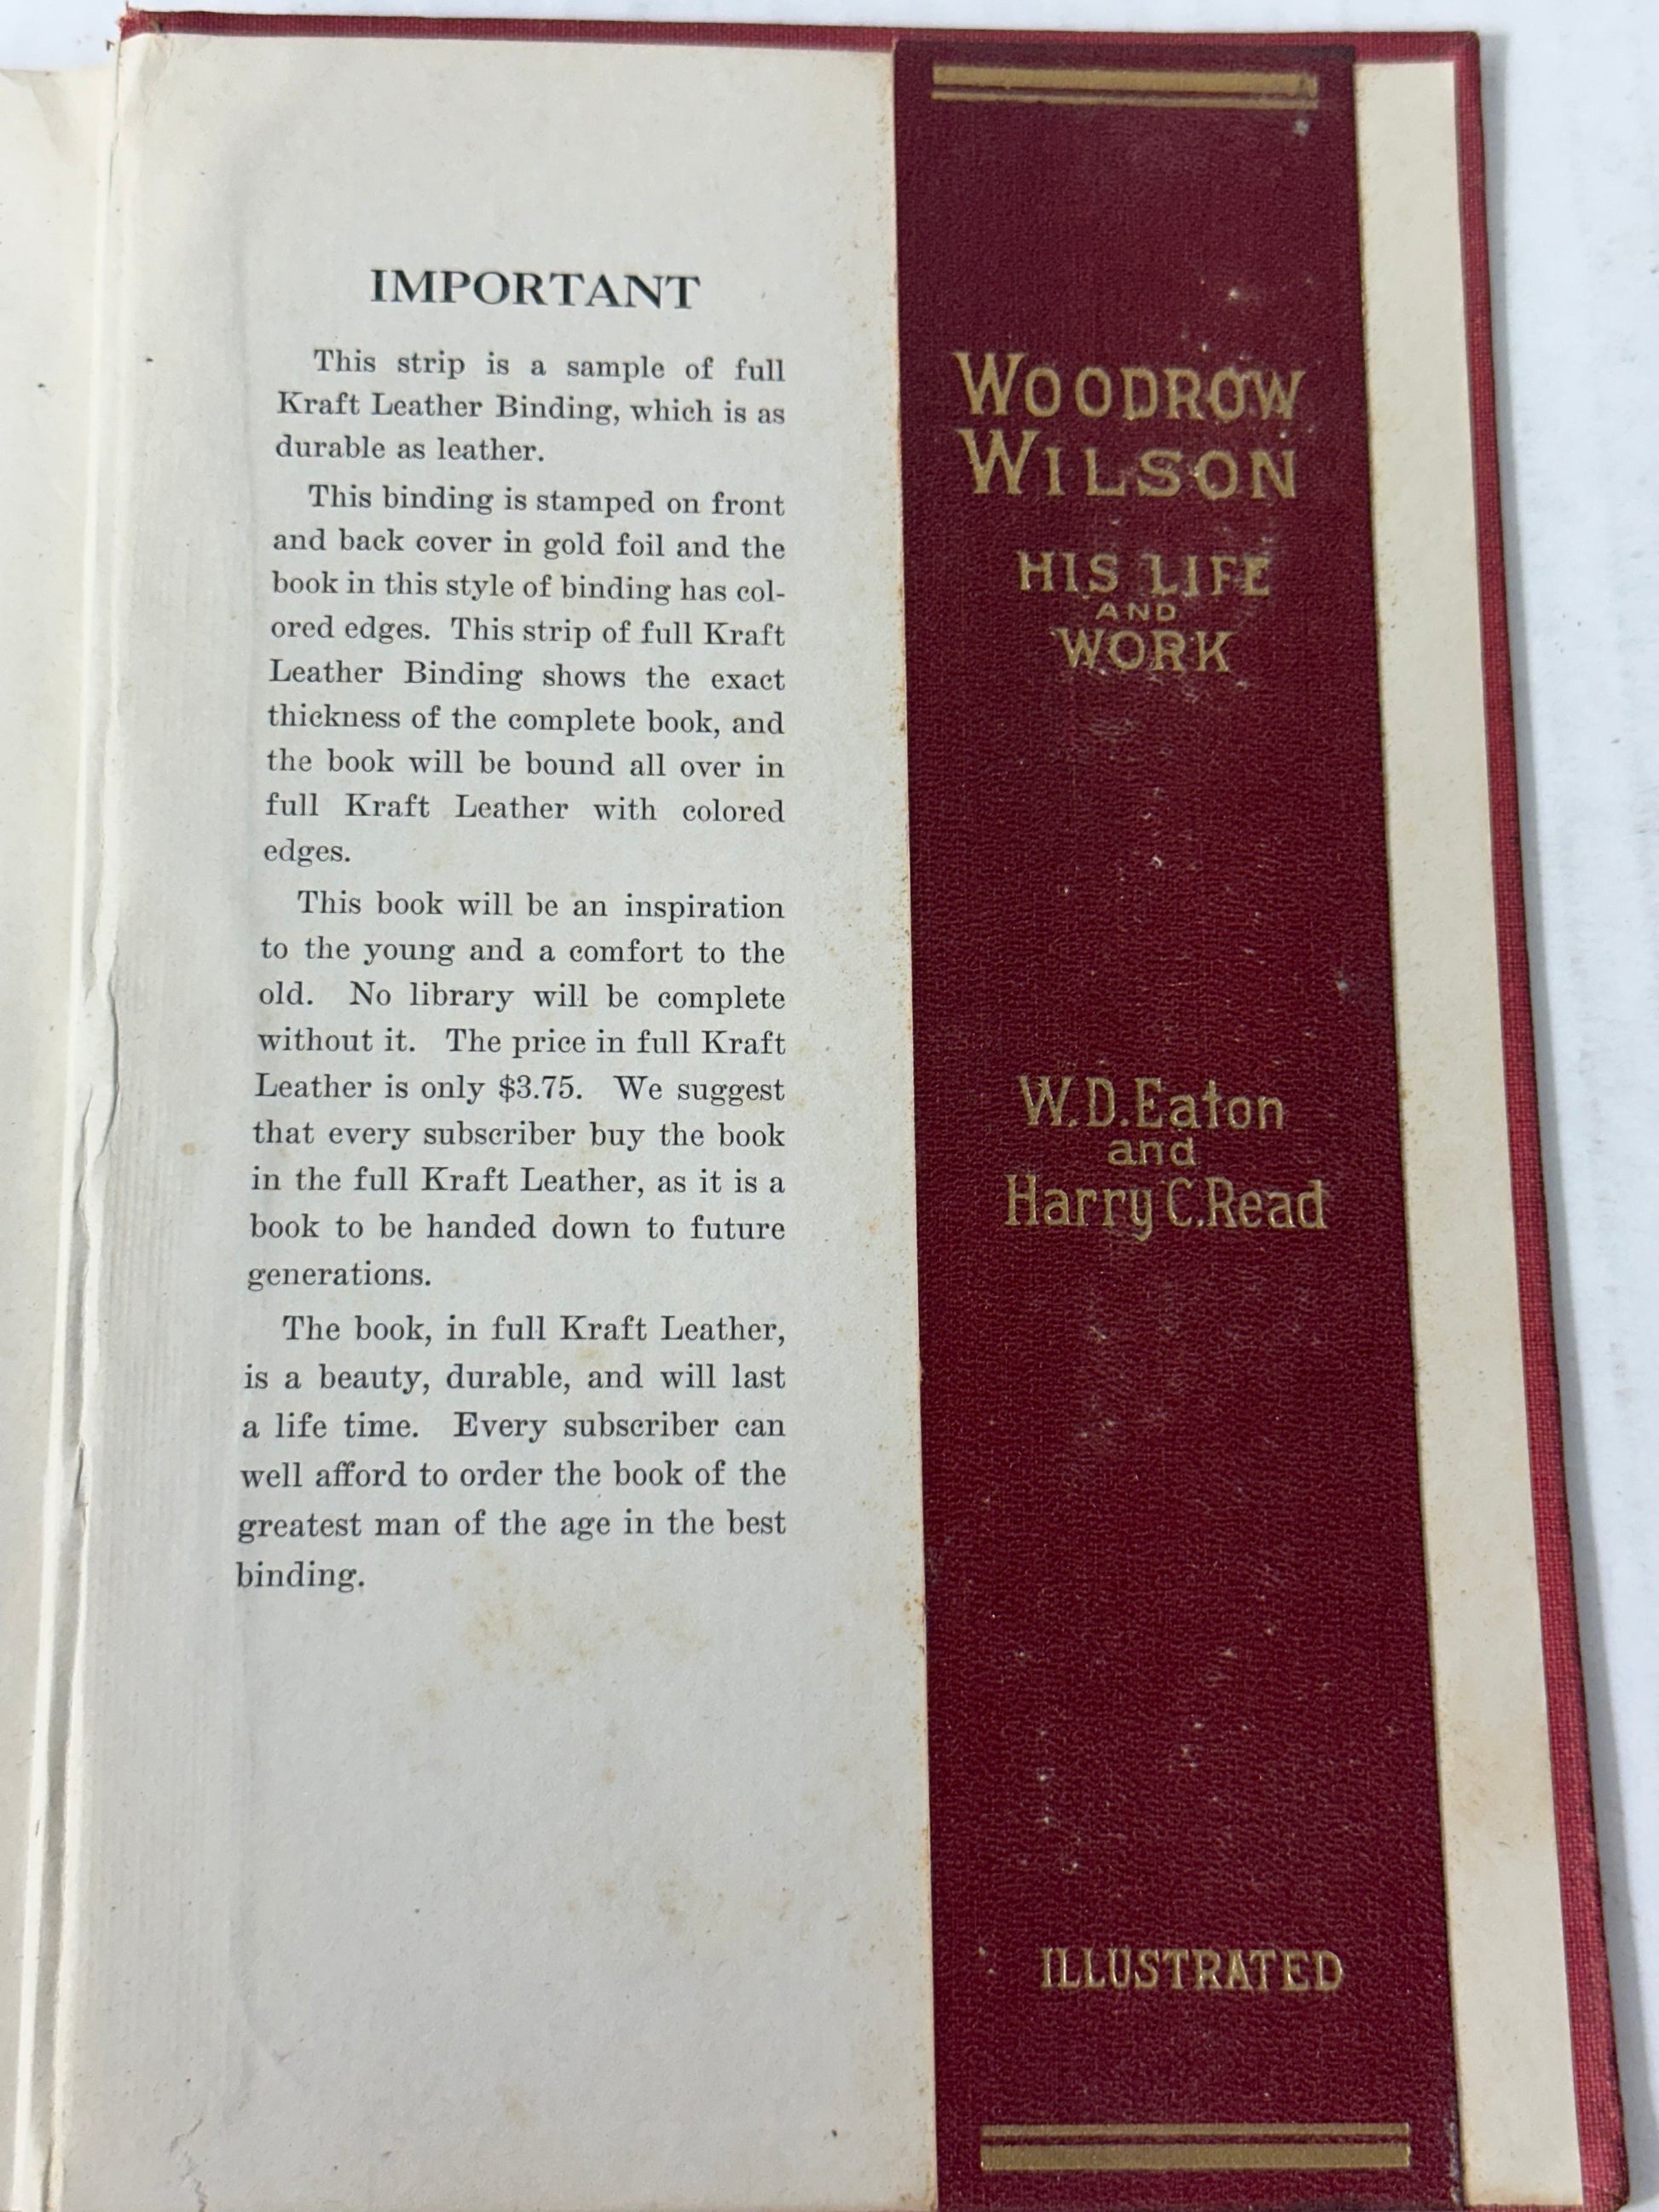 IMPORTANT
This strip is a sample of full
Kraft Leather Binding, which is as
durable as leather.
This binding is stamped on front
and back cover in gold foil and the
book in this style of binding has col-
ored edges. This strip of full Kraft
Leather Binding shows the exact
thickness of the complete book, and
the book will be bound all over in
full Kraft Leather with colored
edges.
This book will be an inspiration
to the young and a comfort to the
old. No library will be complete
without it. The price in full Kraft
Leather is only $3.75. We suggest
that every subscriber buy the book
in the full Kraft Leather, as it is a
book to be handed down to future
generations.
The book, in full Kraft Leather,
is a beauty, durable, and will last
a life time. Every subscriber can
well afford to order the book of the
greatest man of the age in the best
binding.
WOODROW
WILSON
HIS LIFE
AND
WORK
W.D.Eaton
and
Harry C.Read
ILLUSTRATED